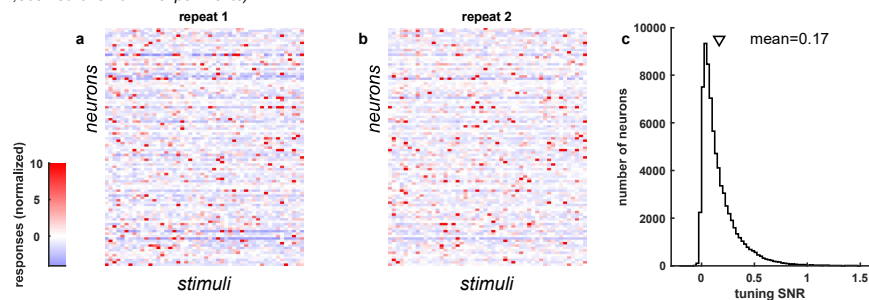 repeat 1
repeat 2
a
b
c
neurons
neurons
stimuli
stimuli
responses (normalized)
10
5
0
mean=0.17
number of neurons
10000
8000
6000
4000
2000
0
0
0.5
1
1.5
tuning SNR